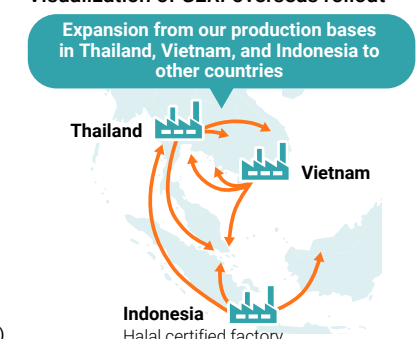 Expansion from our production bases
in Thailand, Vietnam, and Indonesia to
other countries
Thailand
Vietnam
Indonesia
Halal certified factory
)